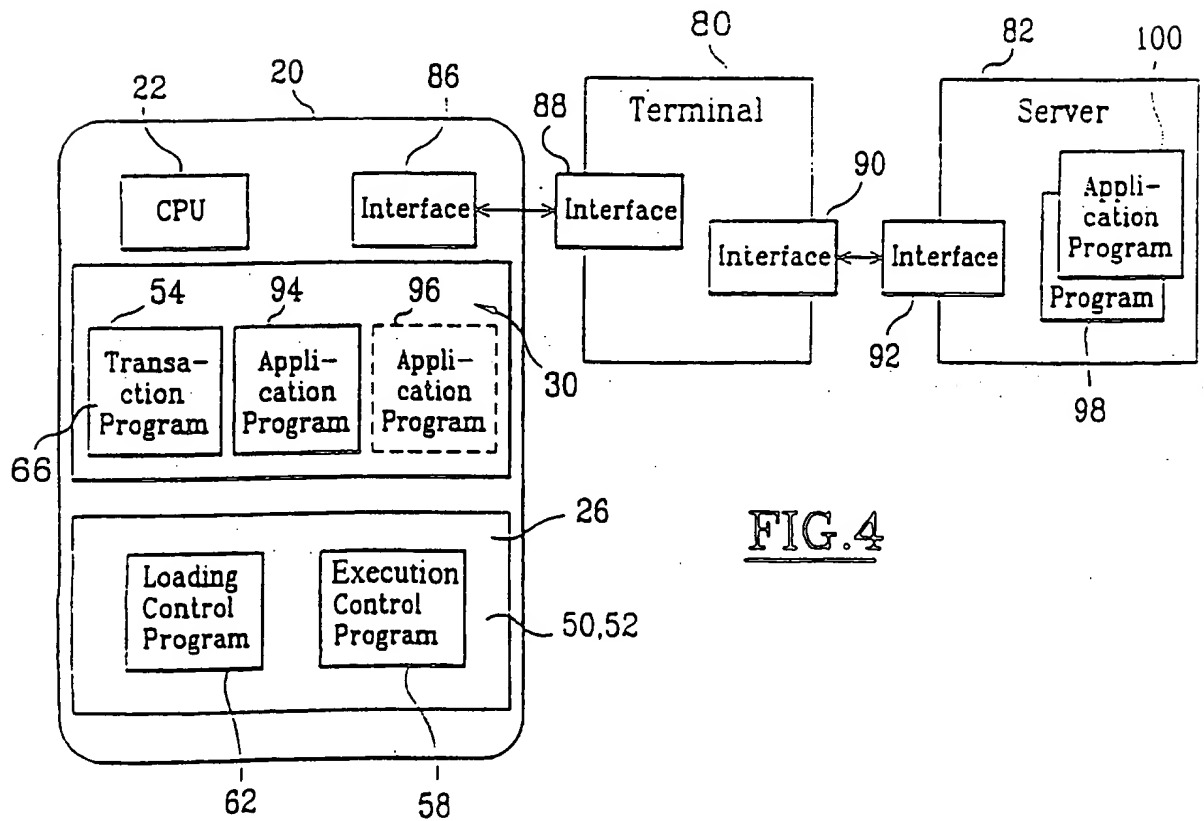 80
82
100
22
20
86
88
Terminal
Server
90
CPU
Interface
Interface
Appli-
cation
Program
Interface
Interface
Program
54
94
96
92
98
30
Transa-
ction
Program
Appli-
cation
Program
Appli-
cation
Program
66
26
FIG.4
Loading
Control
Program
Execution
Control
Program
50,52
62
58